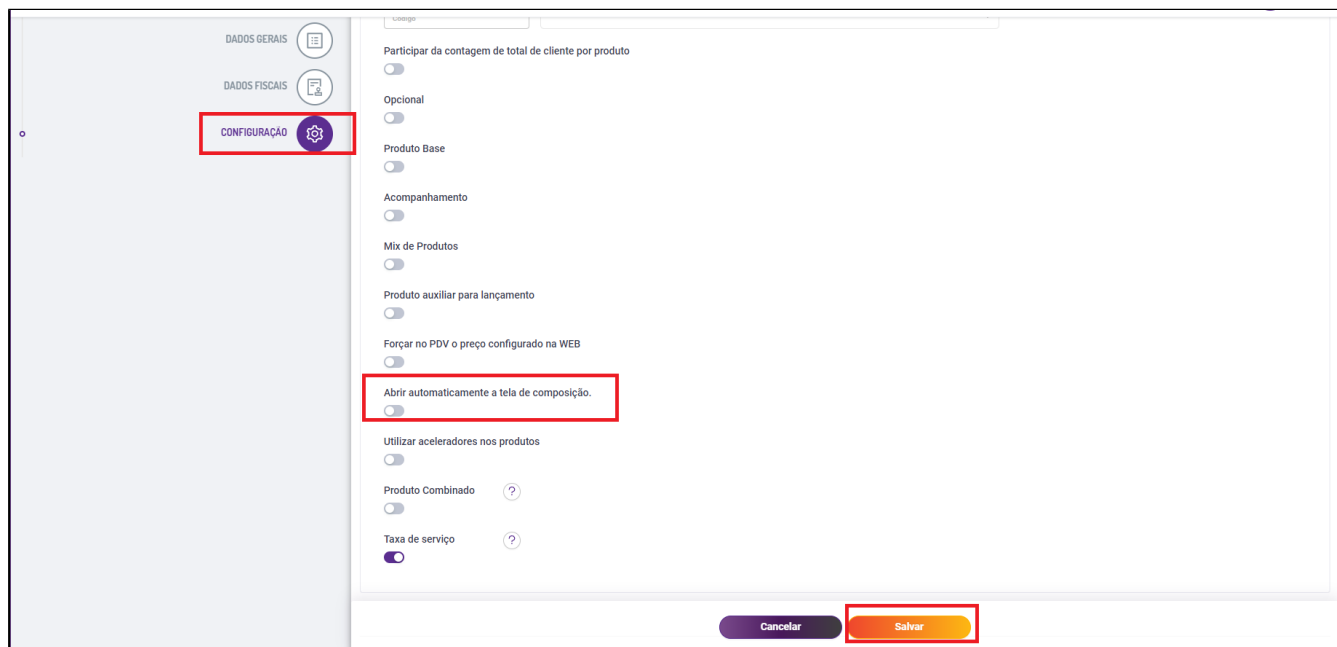 Código
DADOS GERAIS
DADOS FISCAIS
CONFIGURAÇÃO
Participar da contagem de total de cliente por produto
Opcional
Produto Base
Acompanhamento
Mix de Produtos
Produto auxiliar para lançamento
Forçar no PDV o preço configurado na WEB
Abrir automaticamente a tela de composição.
Utilizar aceleradores nos produtos
Produto Combinado ?
Taxa de serviço ?
Cancelar Salvar